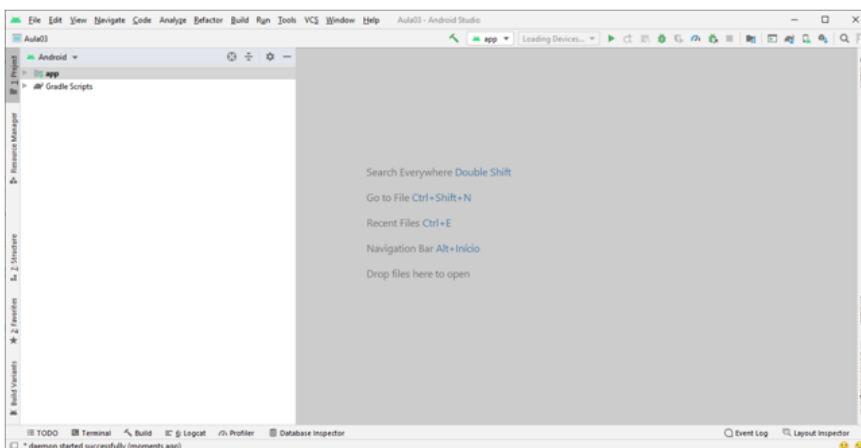 File Edit View Navigate Code Analyze Refactor Build Run Tools VCS Window Help Aula03 - Android Studio
Aula03 app Loading Devices...
Android
app
Gradle Scripts
1: Project
Resource Manager
Z: Structure
2: Favorites
Build Variants
Search Everywhere Double Shift
Go to File Ctrl+Shift+N
Recent Files Ctrl+E
Navigation Bar Alt+Início
Drop files here to open
TODO Terminal Build 6: Logcat Profiler Database Inspector Event Log Layout Inspector
* daemon started successfully (moments ago)